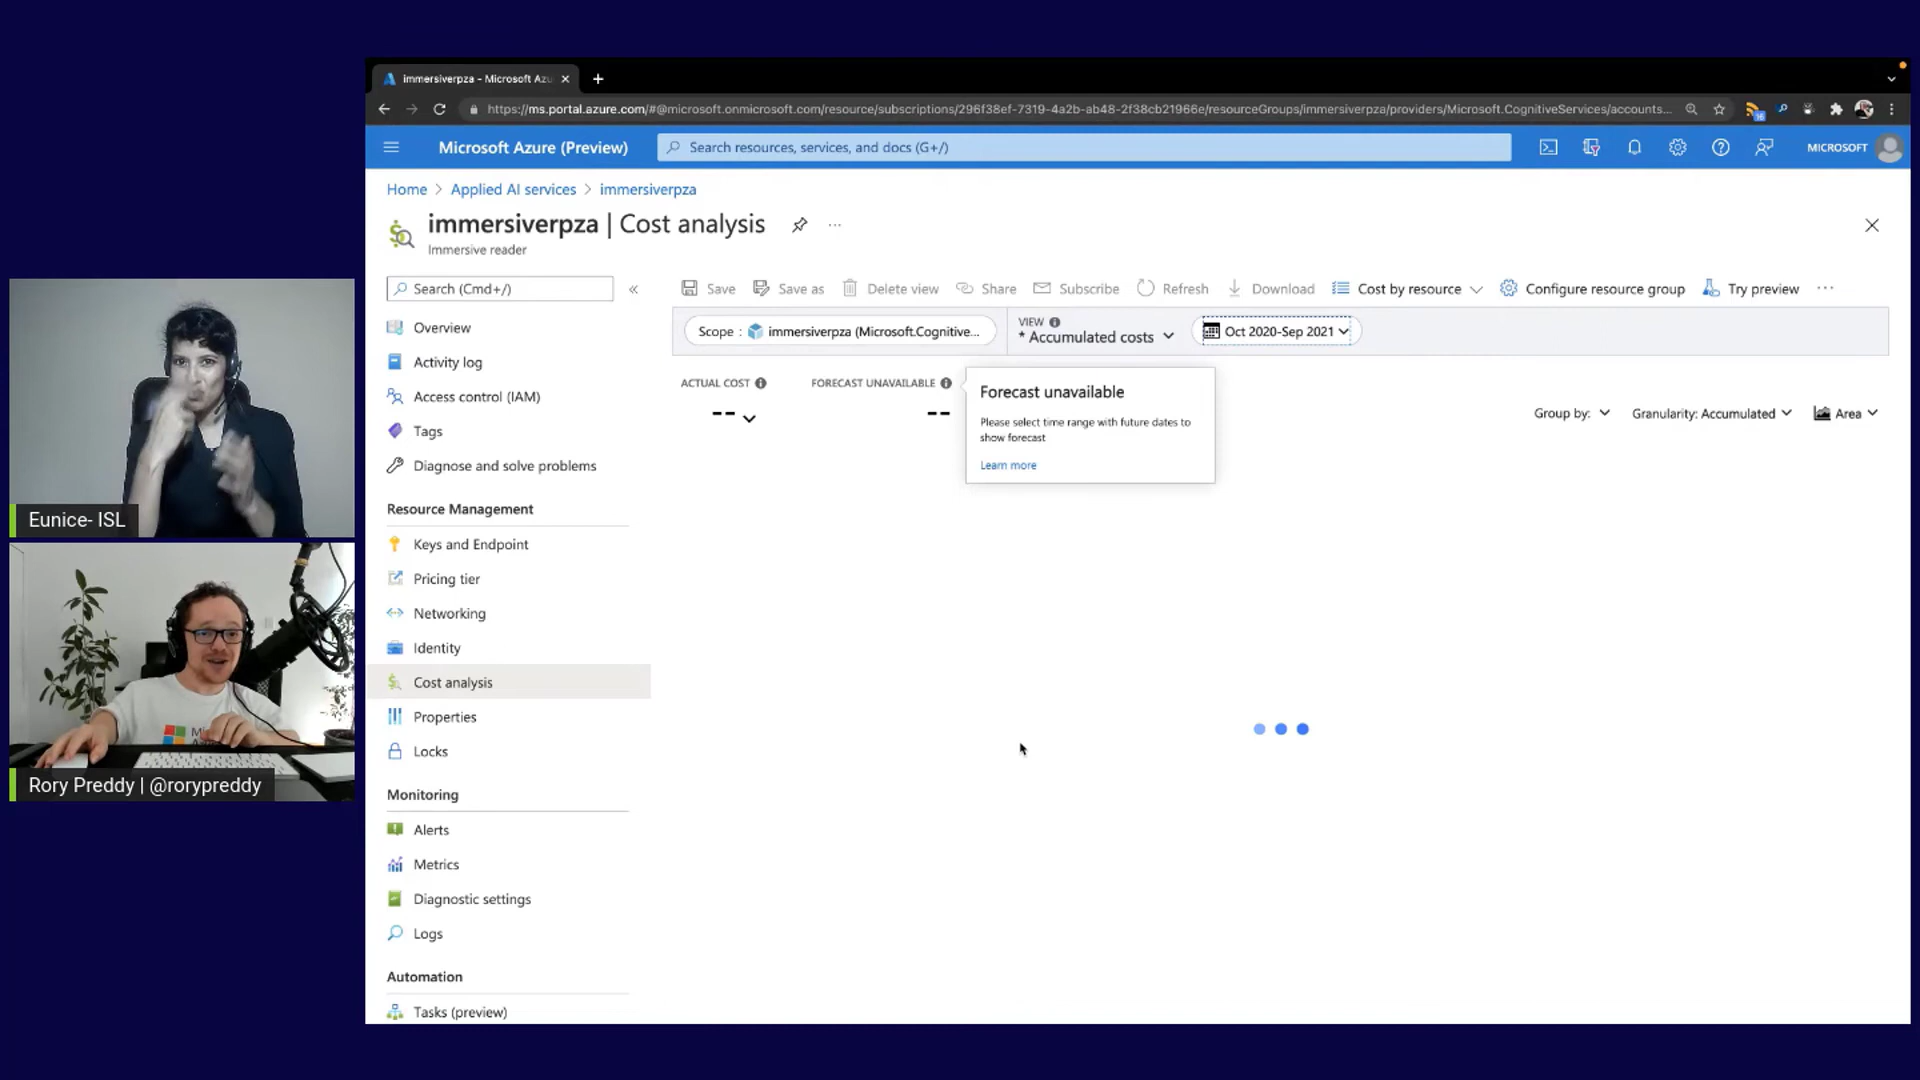 immersiverpza - Microsoft Azu
https://ms.portal.azure.com/#@microsoft.onmicrosoft.com/resource/subscriptions/296f38ef-7319-4a2b-ab48-2f38cb21966e/resourceGroups/immersiverpza/providers/Microsoft.CognitiveServices/accounts...
Microsoft Azure (Preview)
Search resources, services, and docs (G+/)
MICROSOFT
Home > Applied AI services > immersiverpza
immersiverpza | Cost analysis
Immersive reader
Search (Cmd+/)
«
Save
Save as
Delete view
Share
Subscribe
Refresh
Download
Cost by resource
Configure resource group
Try preview
Scope : immersiverpza (Microsoft.Cognitive...
VIEW
* Accumulated costs
Oct 2020-Sep 2021
ACTUAL COST
--
FORECAST UNAVAILABLE
--
Forecast unavailable
Please select time range with future dates to
show forecast
Learn more
Group by:
Granularity: Accumulated
Area
Overview
Activity log
Access control (IAM)
Tags
Diagnose and solve problems
Resource Management
Keys and Endpoint
Pricing tier
Networking
Identity
Cost analysis
Properties
Locks
Monitoring
Alerts
Metrics
Diagnostic settings
Logs
Automation
Tasks (preview)
Eunice- ISL
Rory Preddy | @rorypreddy